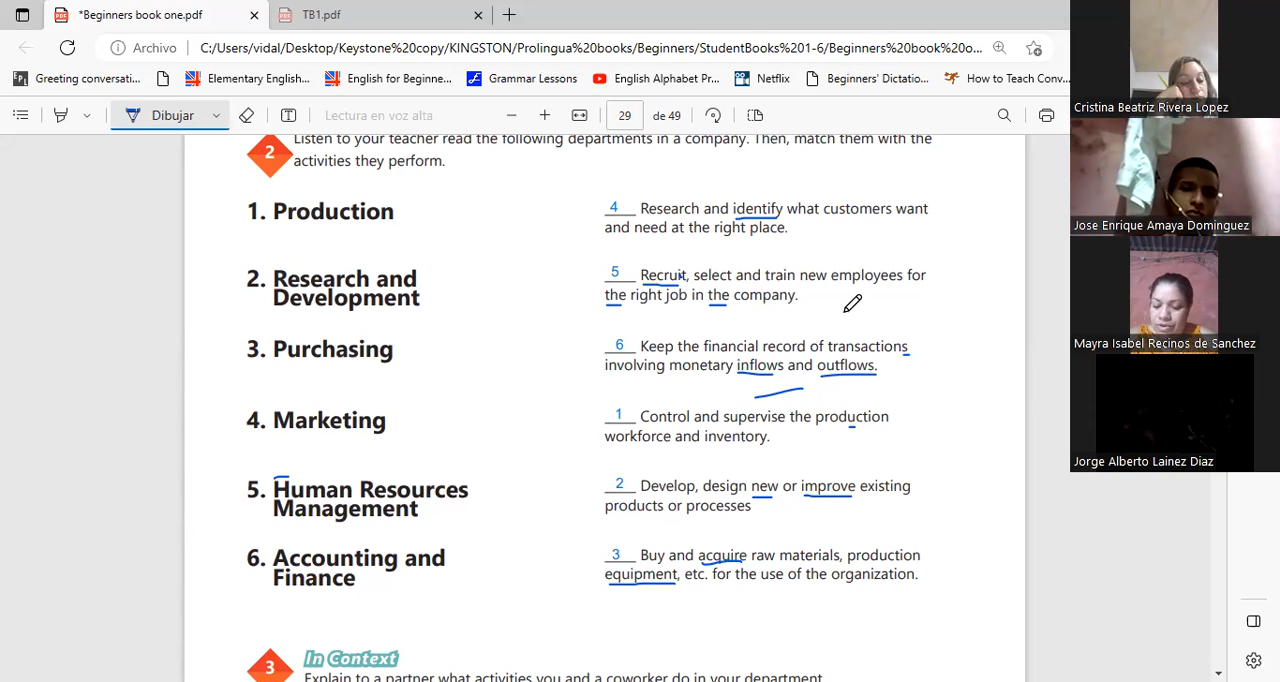 *Beginners book one.pdf
TB1.pdf
Archivo
C:/Users/vidal/Desktop/Keystone%20copy/KINGSTON/Prolingua%20books/Beginners/StudentBooks%201-6/Beginners%20book%20o...
Greeting conversati...
Elementary English...
English for Beginne...
Grammar Lessons
English Alphabet Pr...
Netflix
Beginners' Dictatio...
How to Teach Conv...
Dibujar
Lectura en voz alta
29
de 49
2
Listen to your teacher read the following departments in a company. Then, match them with the
activities they perform.
1. Production
4 Research and identify what customers want
and need at the right place.
2. Research and
Development
5 Recruit, select and train new employees for
the right job in the company.
3. Purchasing
6 Keep the financial record of transactions
involving monetary inflows and outflows.
4. Marketing
1 Control and supervise the production
workforce and inventory.
5. Human Resources
Management
2 Develop, design new or improve existing
products or processes
6. Accounting and
Finance
3 Buy and acquire raw materials, production
equipment, etc. for the use of the organization.
3
In Context
Explain to a partner what activities you and a coworker do in your department.
Cristina Beatriz Rivera Lopez
Jose Enrique Amaya Dominguez
Mayra Isabel Recinos de Sanchez
Jorge Alberto Lainez Diaz